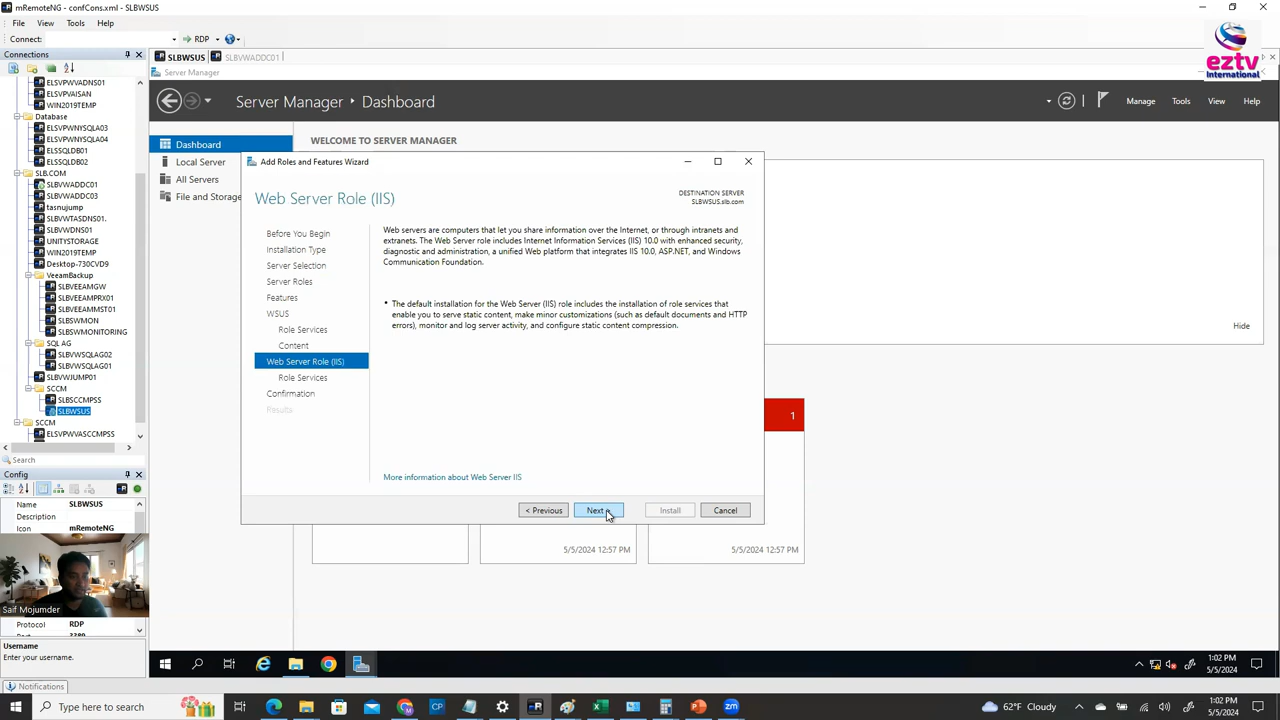 mRemoteNG - confCons.xml - SLBWSUS
File View Tools Help
Connect: RDP
Connections
ELSVPWVADNS01
ELSVPVAISAN
WIN2019TEMP
Database
ELSVPWNYSQLA03
ELSVPWNYSQLA04
ELSSQLDB01
ELSSQLDB02
SLB.COM
SLBVWADDC01
SLBVWADDC03
tasnujump
SLBVWTASDNS01.
SLBVWDNS01
UNITYSTORAGE
WIN2019TEMP
Desktop-730CVD9
VeeamBackup
SLBVEEAMGW
SLBVEEAMPRX01
SLBVEEAMMST01
SLBSWMON
SLBSWMONITORING
SQL AG
SLBVWSQLAG02
SLBVWSQLAG01
SLBVWJUMP01
SCCM
SLBSCCMPSS
SLBWSUS
SCCM
ELSVPWVASCCMPSS
Search
Config
Name SLBWSUS
Description
Icon mRemoteNG
Saif Mojumder
Protocol RDP
Username
Enter your username.
Notifications
SLBWSUS SLBVWADDC01
Server Manager
Server Manager • Dashboard
Manage Tools View Help
eztv
International
Dashboard
Local Server
All Servers
File and Storage
WELCOME TO SERVER MANAGER
Hide
1
5/5/2024 12:57 PM
5/5/2024 12:57 PM
Add Roles and Features Wizard
Web Server Role (IIS)
DESTINATION SERVER
SLBWSUS.slb.com
Before You Begin
Installation Type
Server Selection
Server Roles
Features
WSUS
Role Services
Content
Web Server Role (IIS)
Role Services
Confirmation
Results
Web servers are computers that let you share information over the Internet, or through intranets and
extranets. The Web Server role includes Internet Information Services (IIS) 10.0 with enhanced security,
diagnostic and administration, a unified Web platform that integrates IIS 10.0, ASP.NET, and Windows
Communication Foundation.
• The default installation for the Web Server (IIS) role includes the installation of role services that
enable you to serve static content, make minor customizations (such as default documents and HTTP
errors), monitor and log server activity, and configure static content compression.
More information about Web Server IIS
< Previous Next > Install Cancel
1:02 PM
5/5/2024
Type here to search
62°F Cloudy
1:02 PM
5/5/2024